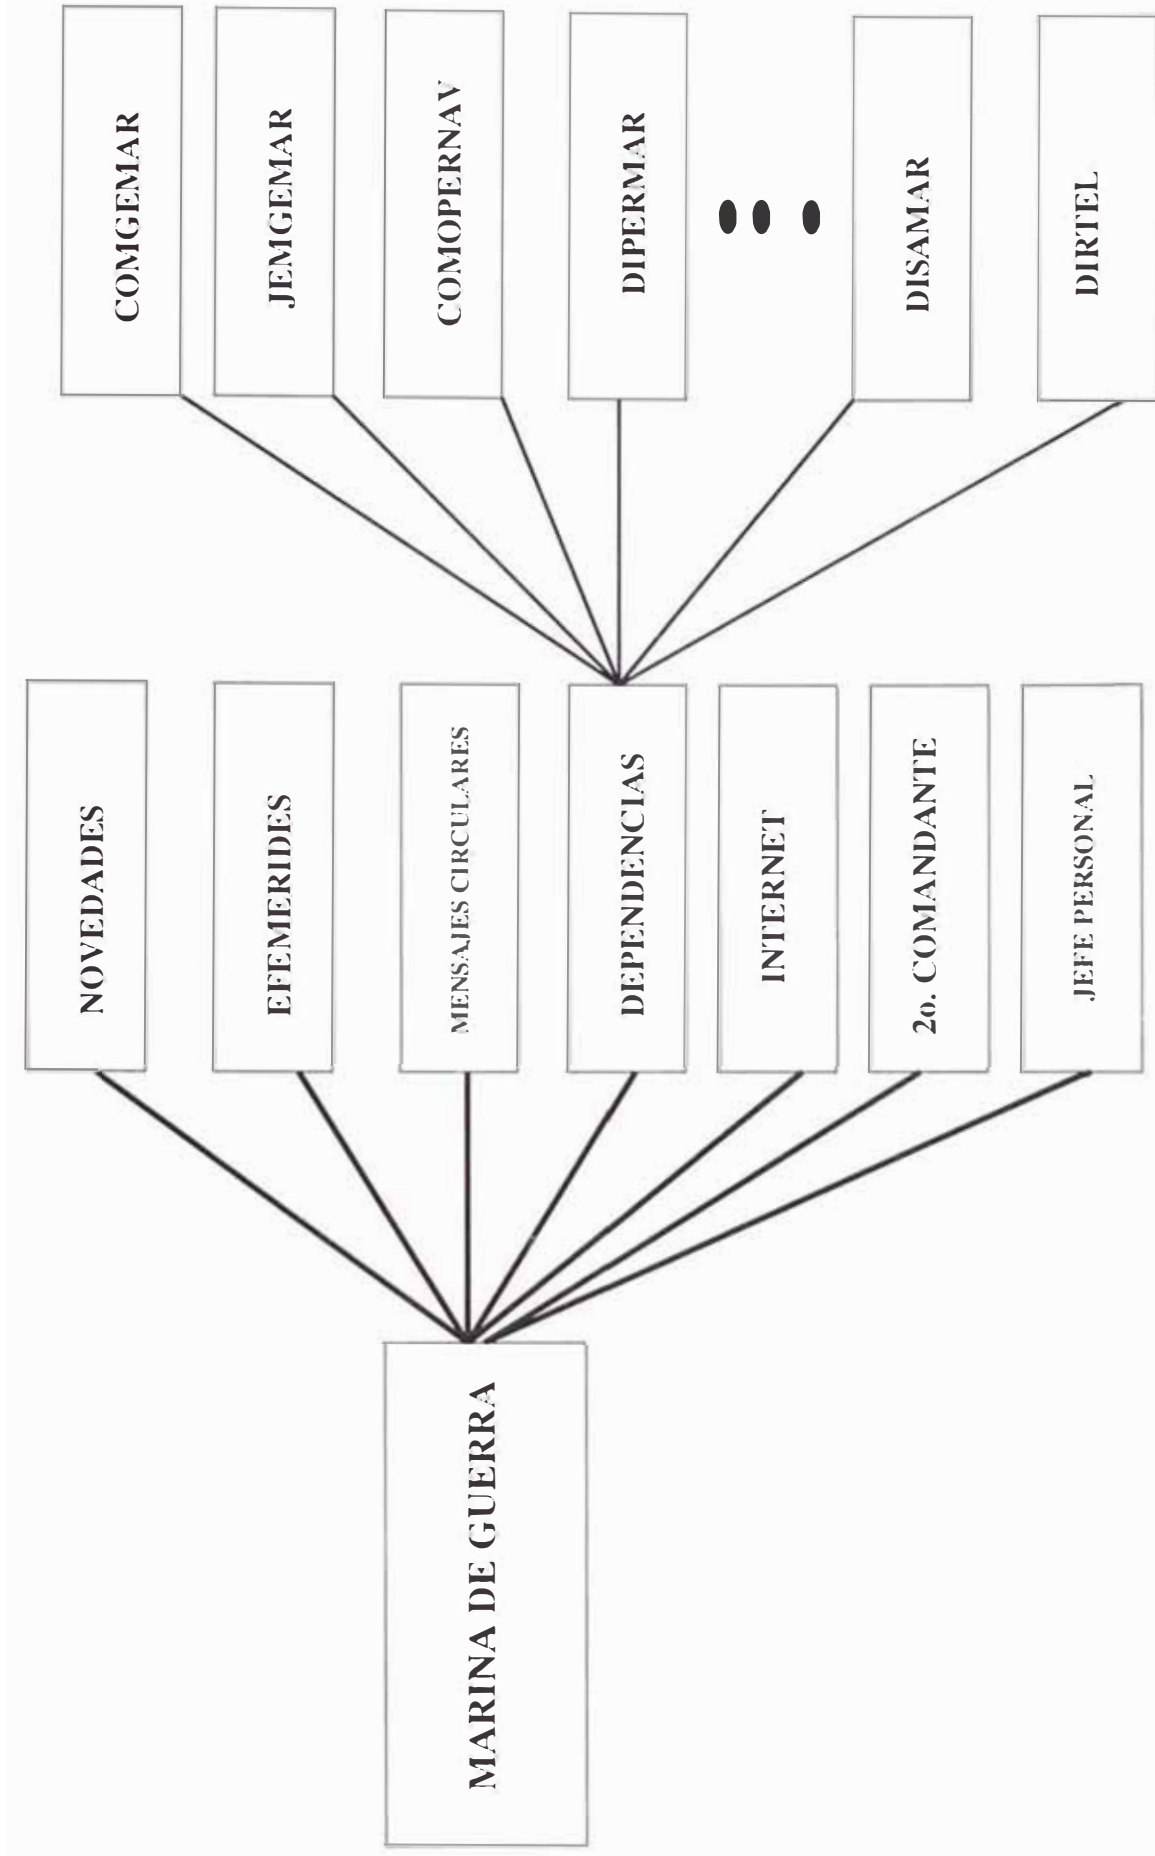 MARINA DE GUERRA
NOVEDADES
EFEMERIDES
MENSAJES CIRCULARES
DEPENDENCIAS
INTERNET
2o. COMANDANTE
JEFE PERSONAL
COMGEMAR
JEMGEMAR
COMOPERNAV
DIPERMAR
DISAMAR
DIRTEL